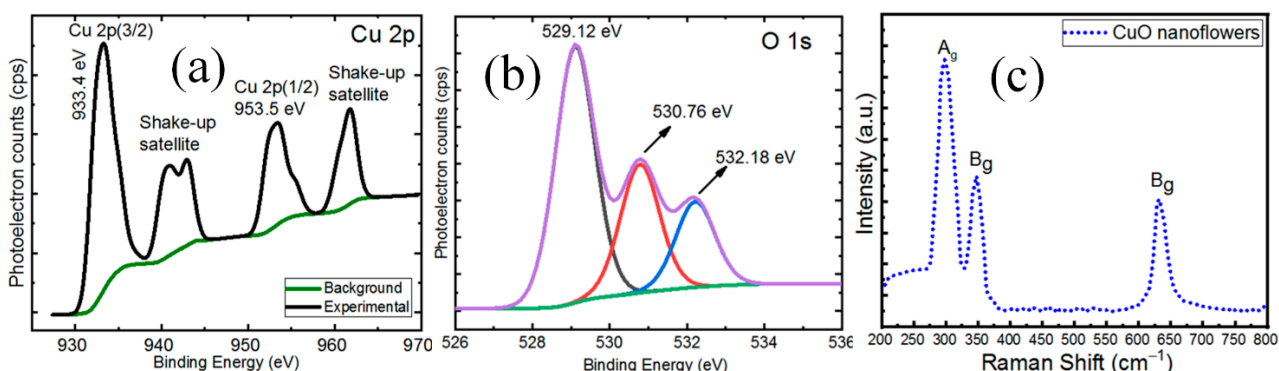 Cu 2p(3/2)
933.4 eV
(a)
Cu 2p
Shake-up
satellite
Cu 2p(1/2)
953.5 eV
Shake-up
satellite
Background
Experimental
Photoelectron counts (cps)
930 940 950 960 970
Binding Energy (eV)
529.12 eV
O 1s
(b)
530.76 eV
532.18 eV
Photoelectron counts (cps)
526 528 530 532 534 536
Binding Energy (eV)
CuO nanoflowers
Ag
(c)
Bg
Bg
Intensity (a.u.)
200 250 300 350 400 450 500 550 600 650 700 750 800
Raman Shift (cm⁻¹)